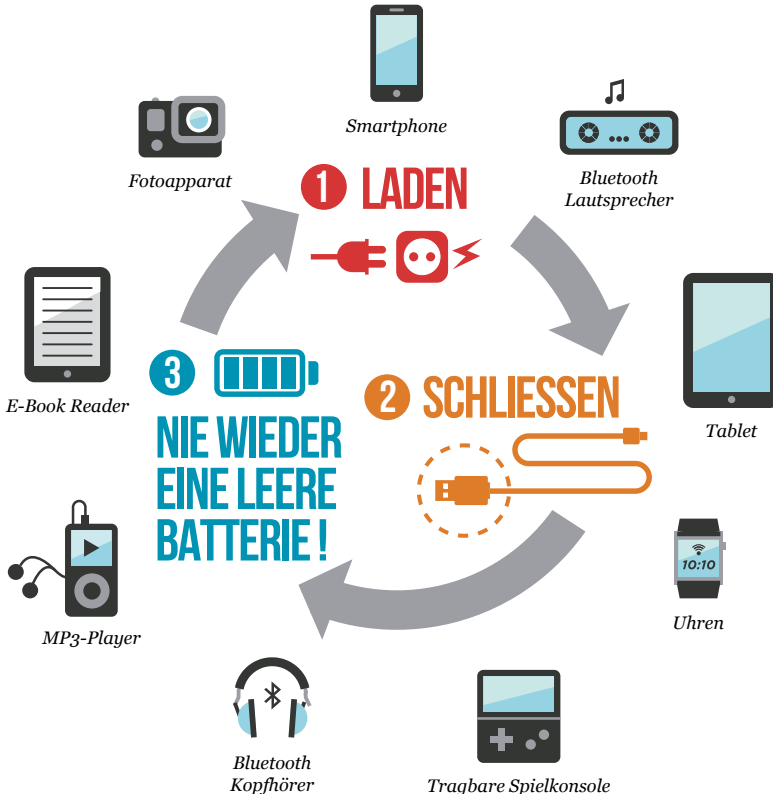 Smartphone
Fotoapparat
Bluetooth
Lautsprecher
1 LADEN
E-Book Reader
3
2 SCHLIESSEN
Tablet
NIE WIEDER
EINE LEERE
BATTERIE !
10:10
Uhren
MP3-Player
Bluetooth
Kopfhörer
Tragbare Spielkonsole